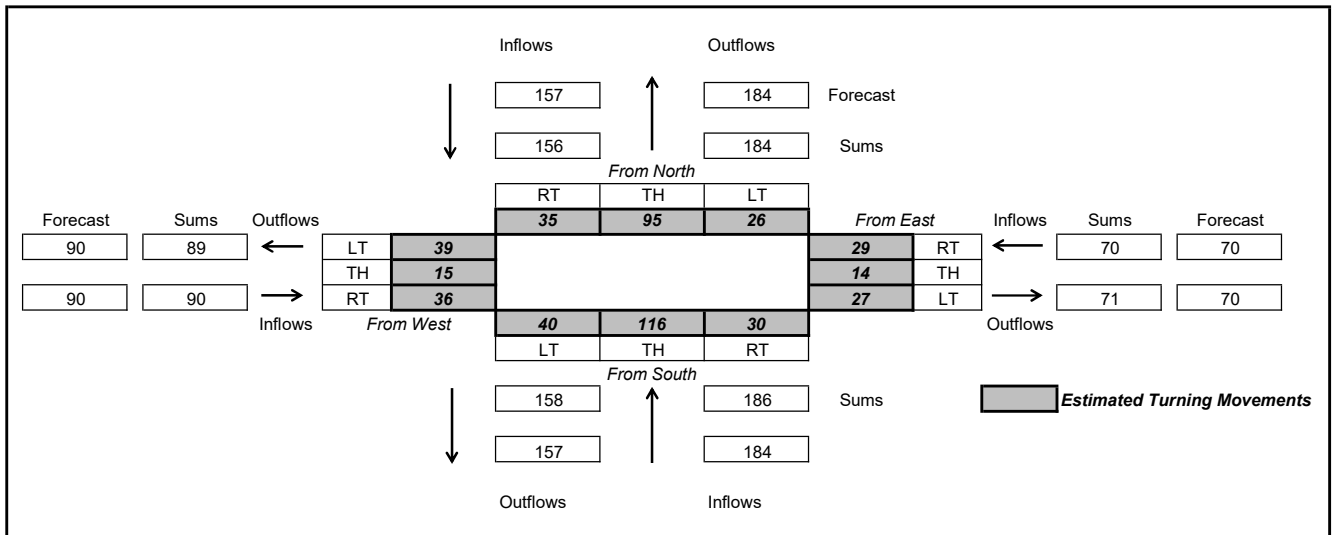 Inflows Outflows
157 184 Forecast
156 184 Sums
From North
RT TH LT
Forecast Sums Outflows 35 95 26 From East Inflows Sums Forecast
90 89 LT 39 29 RT 70 70
TH 15 14 TH
90 90 RT 36 27 LT 71 70
Inflows From West 40 116 30 Outflows
LT TH RT
From South
158 186 Sums Estimated Turning Movements
157 184
Outflows Inflows